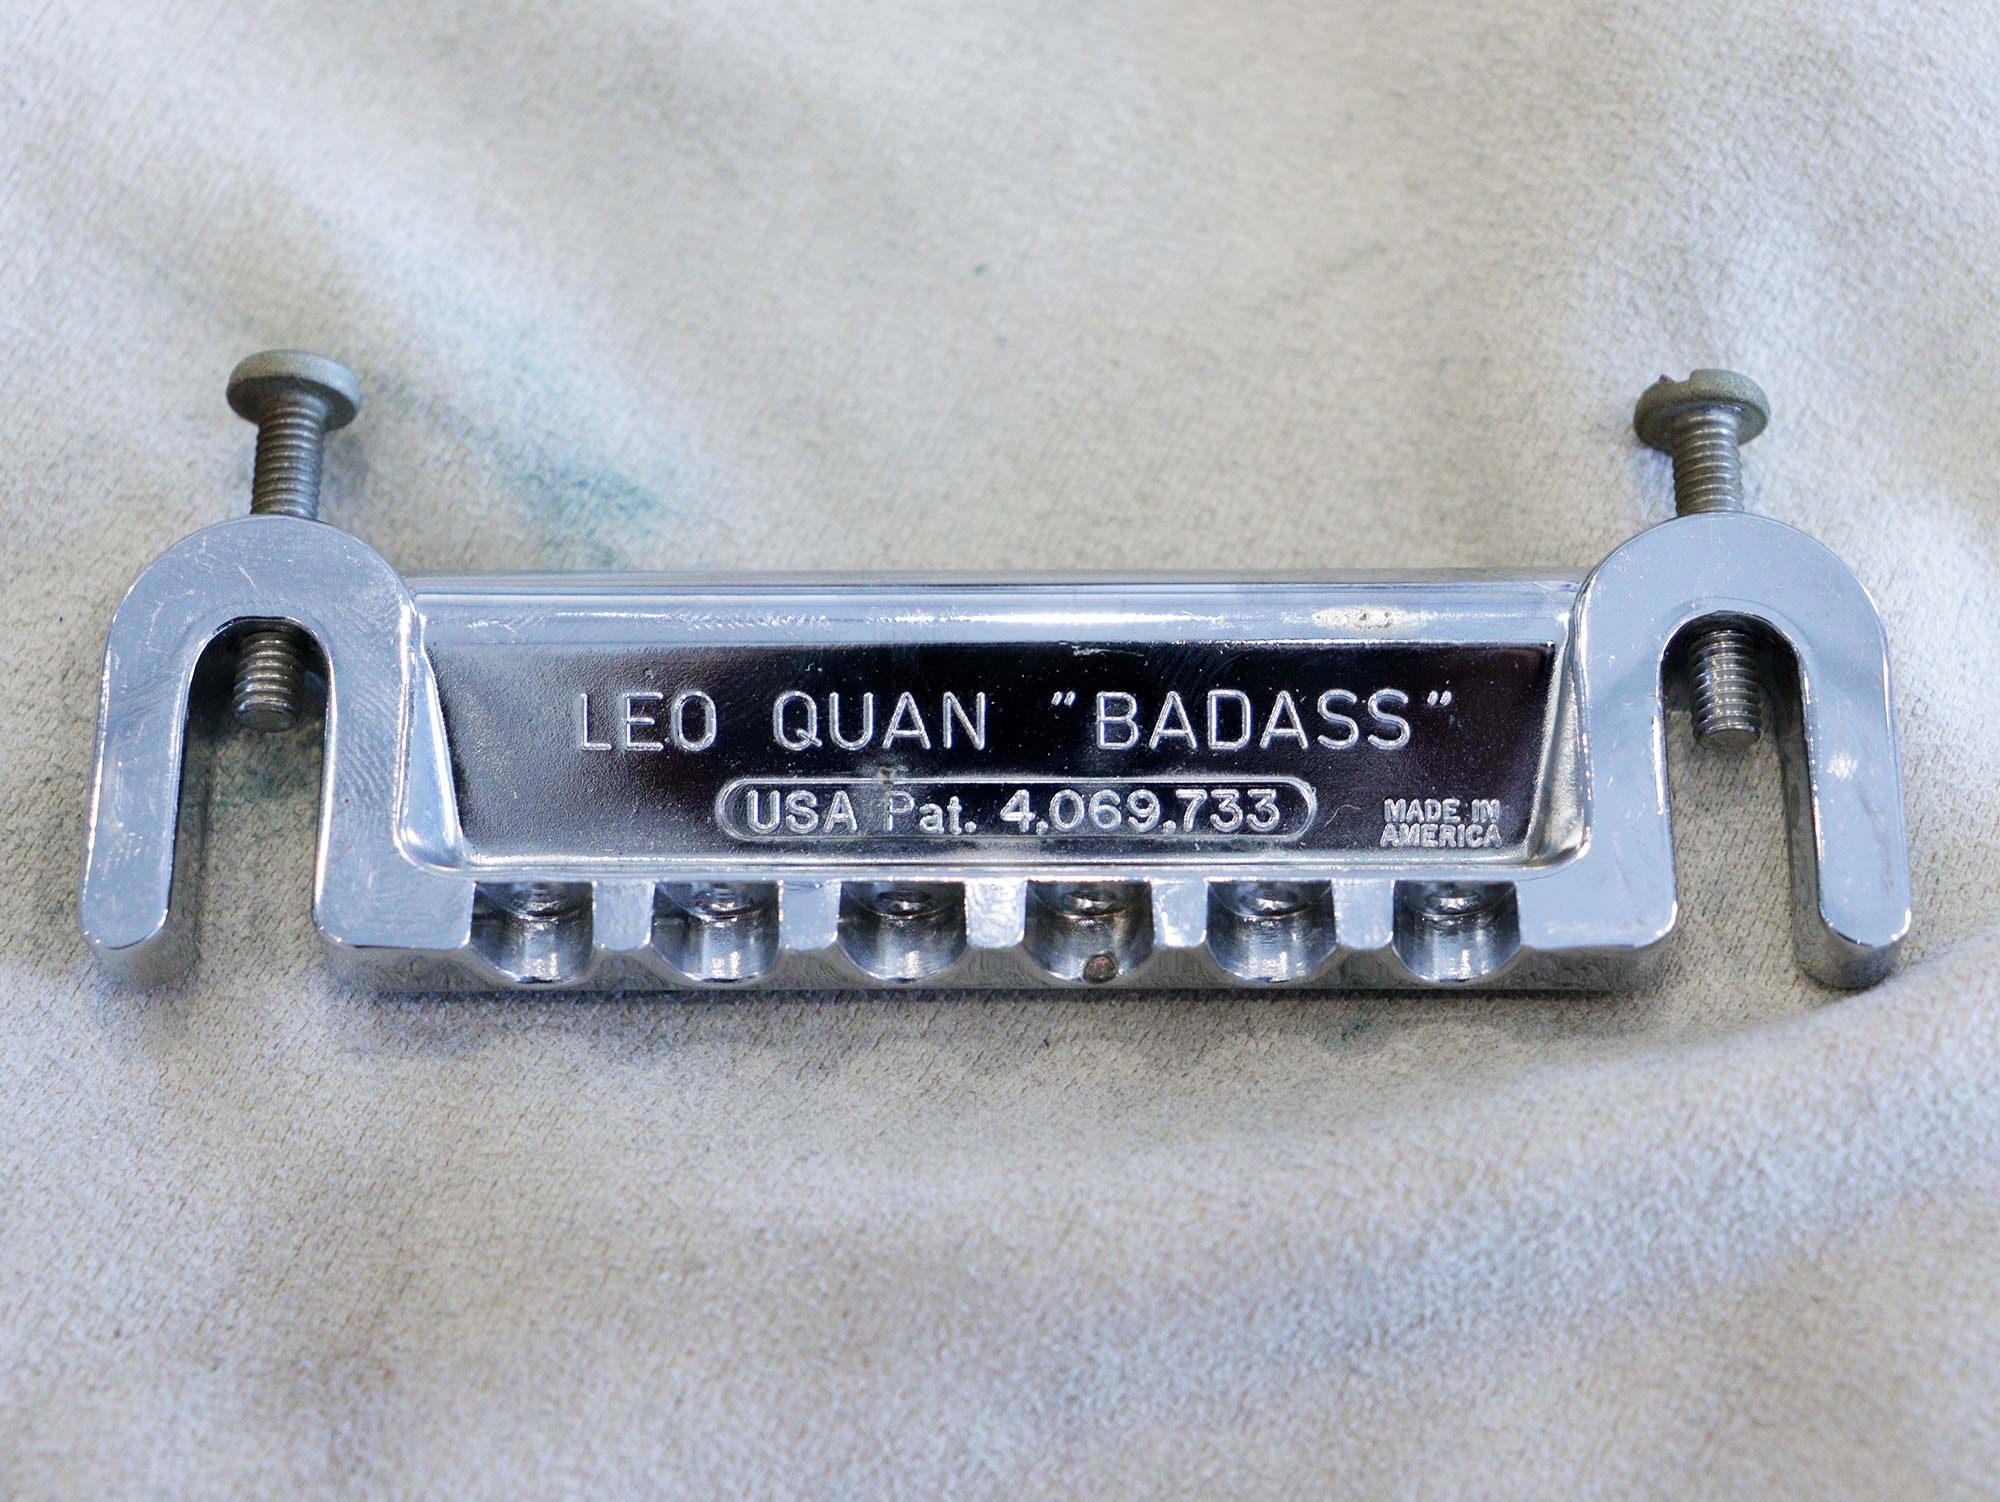 LEO QUAN "BADASS"
USA Pat. 4,069,733
MADE IN
AMERICA